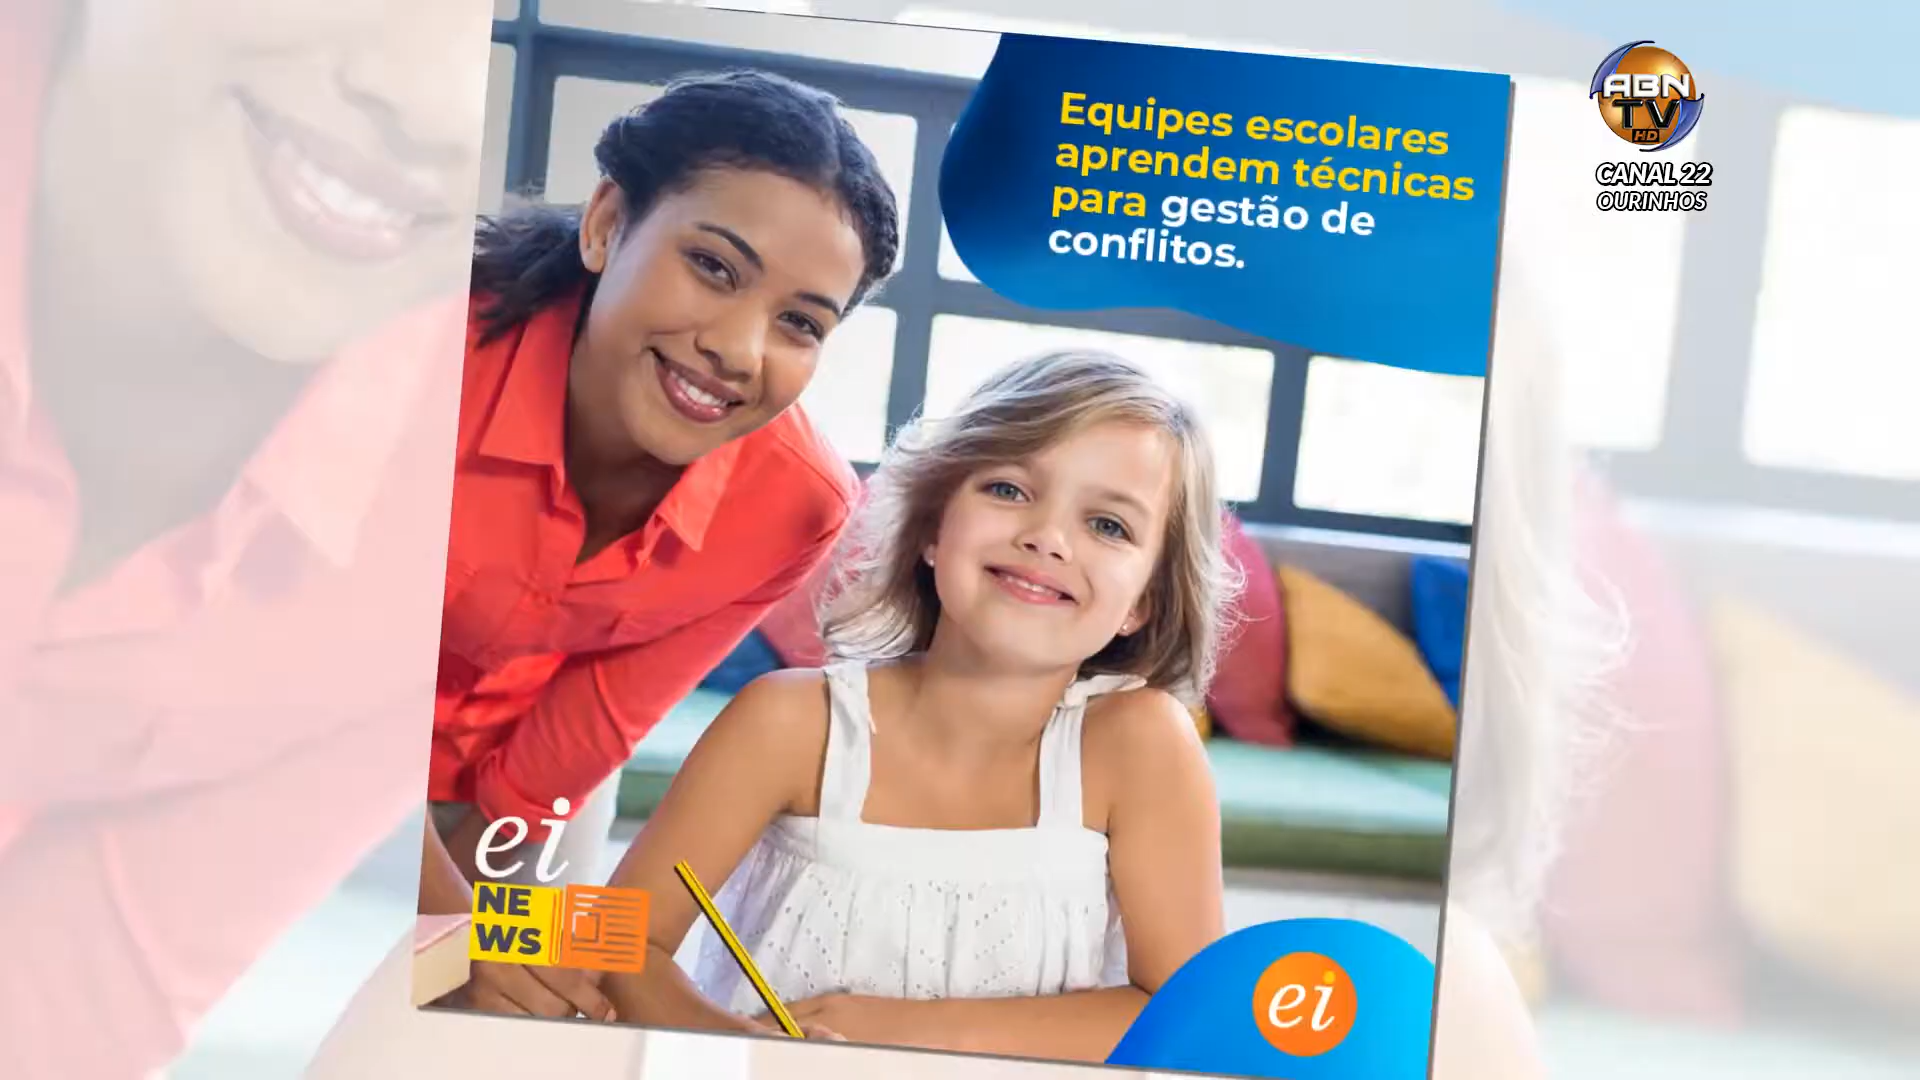 Equipes escolares
aprendem técnicas
para gestão de
conflitos.
ABN
TV
HD
CANAL 22
OURINHOS
ei
NE
WS
ei